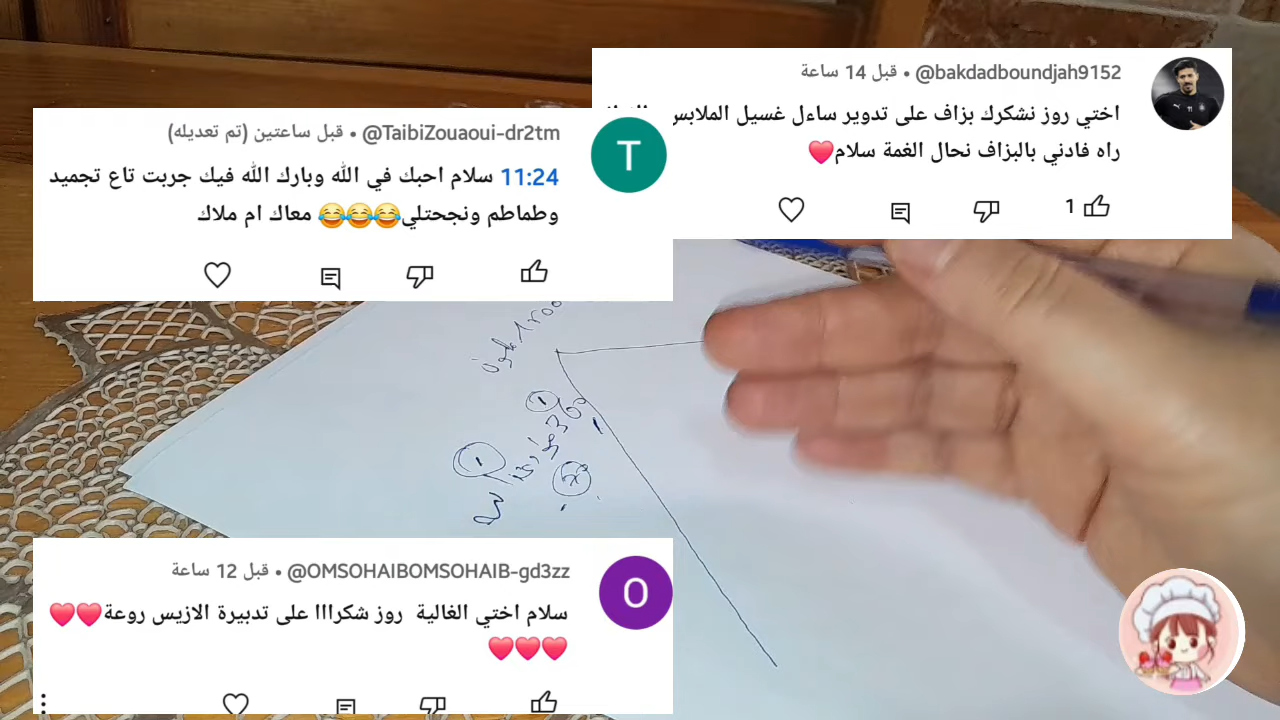 @bakdadboundjah9152 • قبل 14 ساعة
اختي روز نشكرك بزاف على تدوير ساءل غسيل الملابس
راه فادني بالبزاف نحال الغمة سلام❤️
1
@TaibiZouaoui-dr2tm • قبل ساعتين (تم تعديله)
T
11:24 سلام احبك في الله وبارك الله فيك جربت تاع تجميد
وطماطم ونجحتلي😂😂😂 معاك ام ملاك
@OMSOHAIBOMSOHAIB-gd3zz • قبل 12 ساعة
O
سلام اختي الغالية روز شكرااا على تدبيرة الازيس روعة❤️❤️
❤️❤️❤️